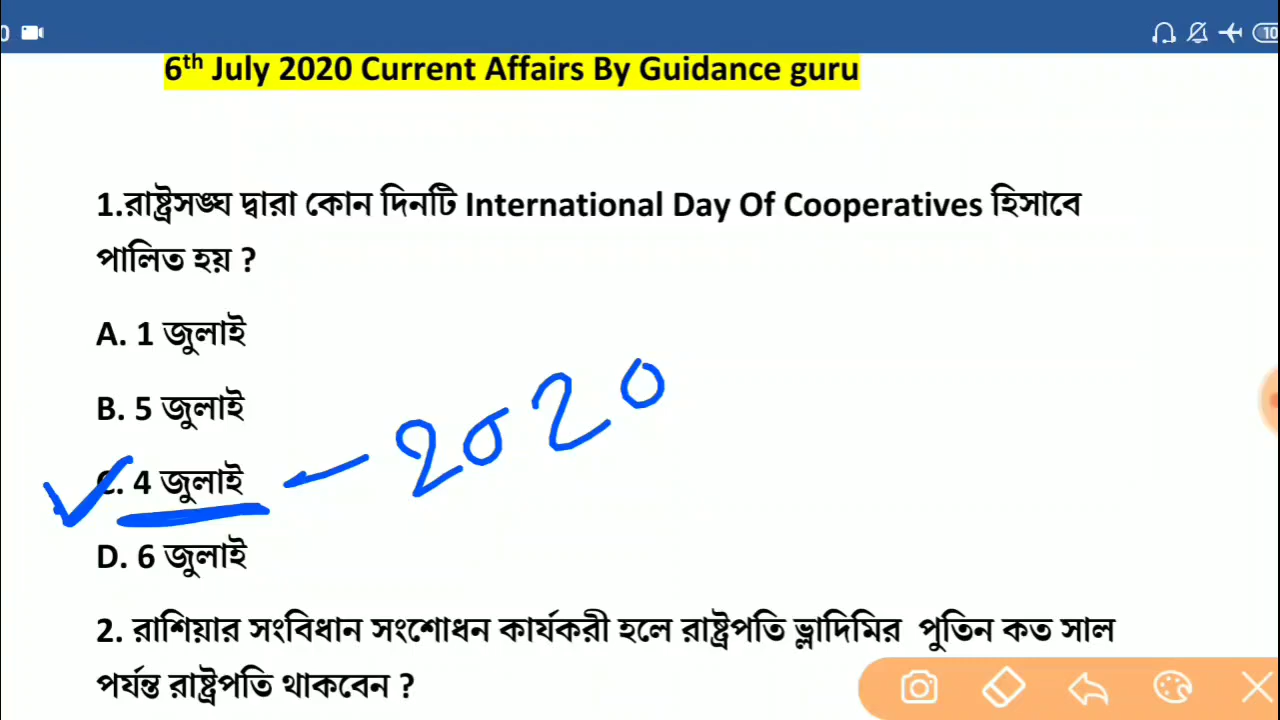 6th July 2020 Current Affairs By Guidance guru
1.রাষ্ট্রসঙ্ঘ দ্বারা কোন দিনটি International Day Of Cooperatives হিসাবে
পালিত হয় ?
A. 1 জুলাই
B. 5 জুলাই
C. 4 জুলাই 2020
D. 6 জুলাই
2. রাশিয়ার সংবিধান সংশোধন কার্যকরী হলে রাষ্ট্রপতি ভ্লাদিমির পুতিন কত সাল
পর্যন্ত রাষ্ট্রপতি থাকবেন ?